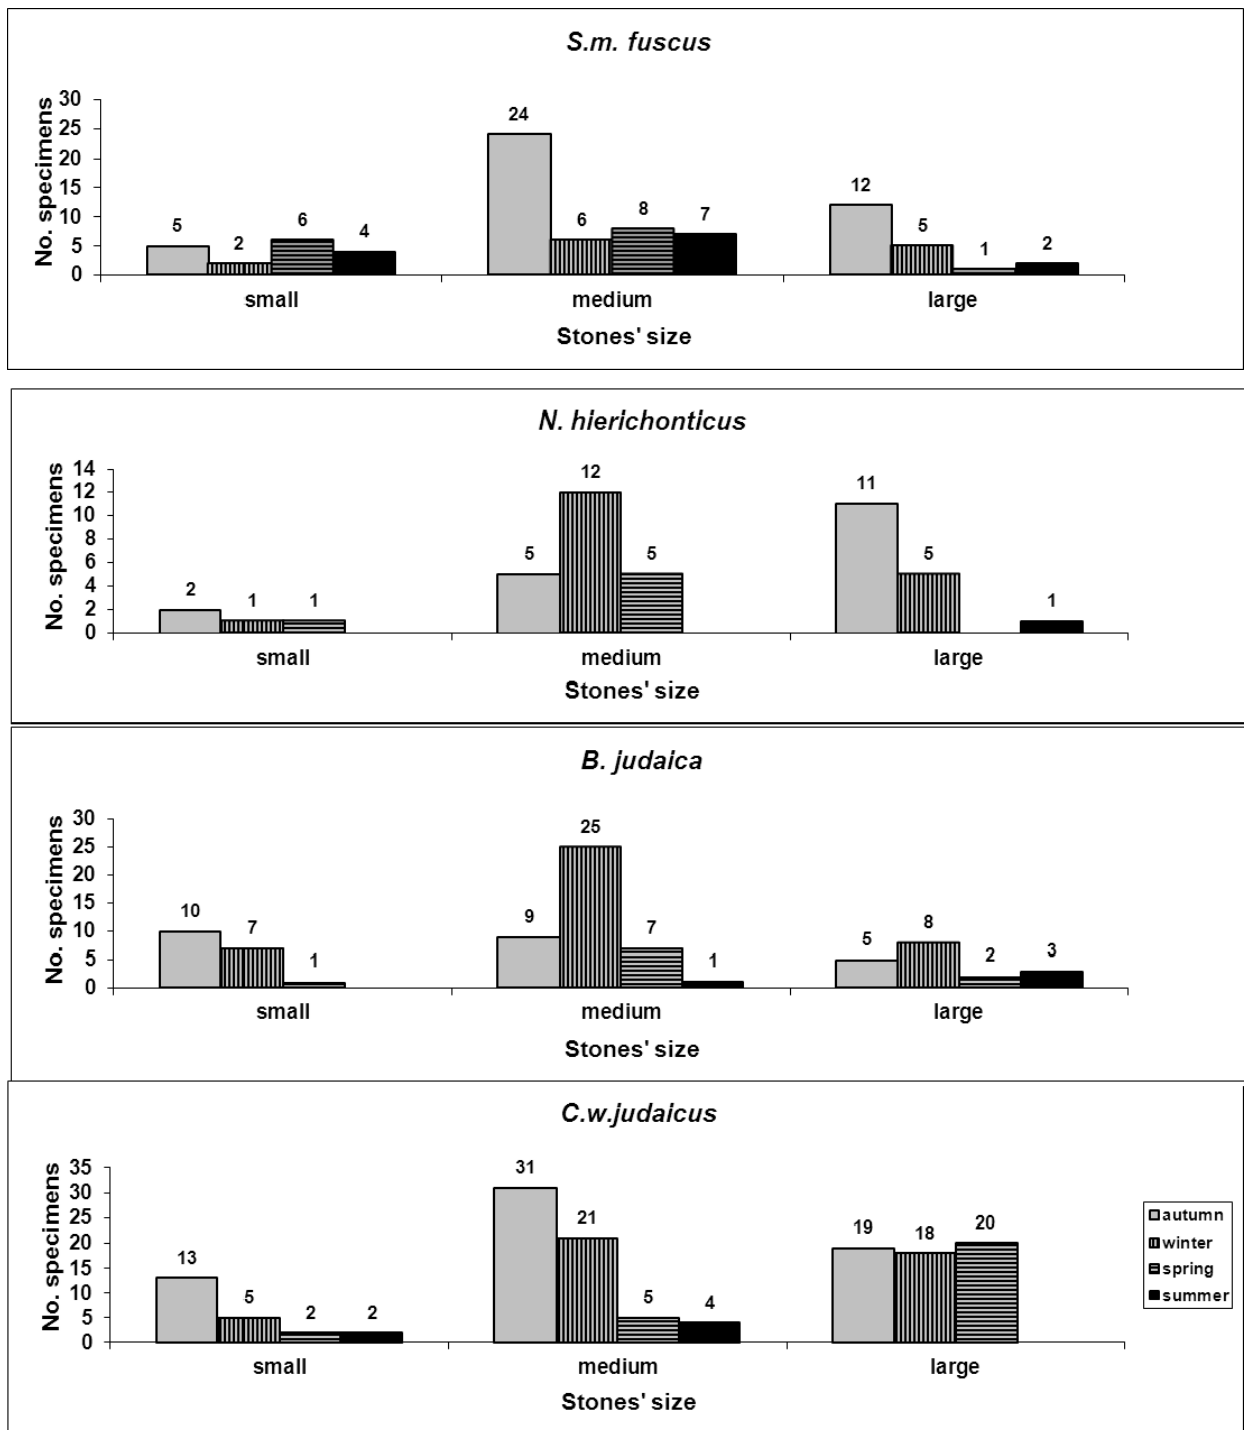 S.m. fuscus
No. specimens
30
25
20
15
10
5
0
5 2 6 4
24 6 8 7
12 5 1 2
small medium large
Stones' size
N. hierichonticus
No. specimens
14
12
10
8
6
4
2
0
2 1 1
5 12 5
11 5 1
small medium large
Stones' size
B. judaica
No. specimens
30
25
20
15
10
5
0
10 7 1
9 25 7 1
5 8 2 3
small medium large
Stones' size
C.w.judaicus
No. specimens
35
30
25
20
15
10
5
0
13 5 2 2
31 21 5 4
19 18 20
small medium large
Stones' size
autumn
winter
spring
summer